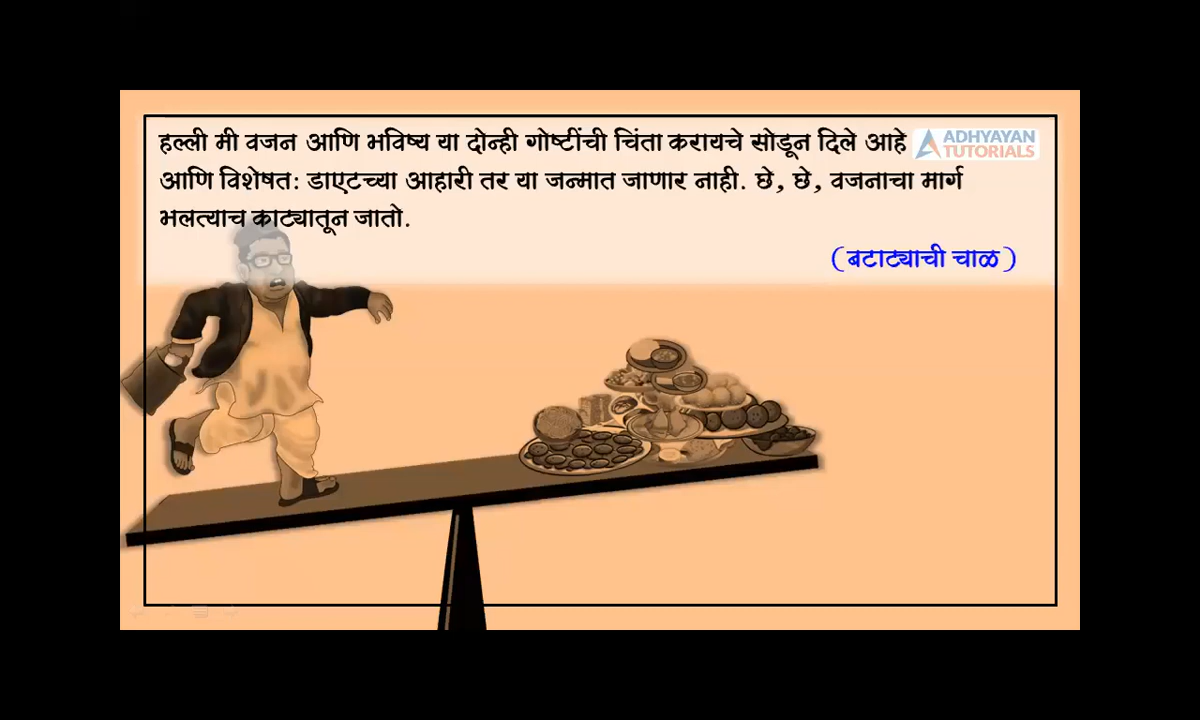 हल्ली मी वजन आणि भविष्य या दोन्ही गोष्टींची चिंता करायचे सोडून दिले आहे
ADHYAYAN
TUTORIALS
आणि विशेषत: डाएटच्या आहारी तर या जन्मात जाणार नाही. छे, छे, वजनाचा मार्ग
भलत्याच काट्यातून जातो.
(बटाट्याची चाळ)